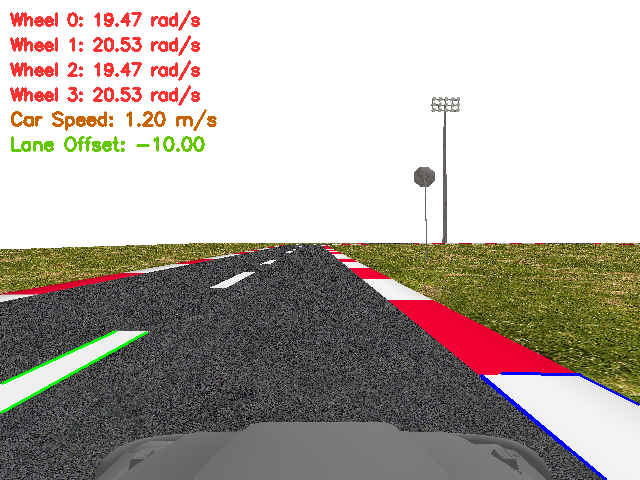 Wheel 0: 19.47 rad/s
Wheel 1: 20.53 rad/s
Wheel 2: 19.47 rad/s
Wheel 3: 20.53 rad/s
Car Speed: 1.20 m/s
Lane Offset: -10.00